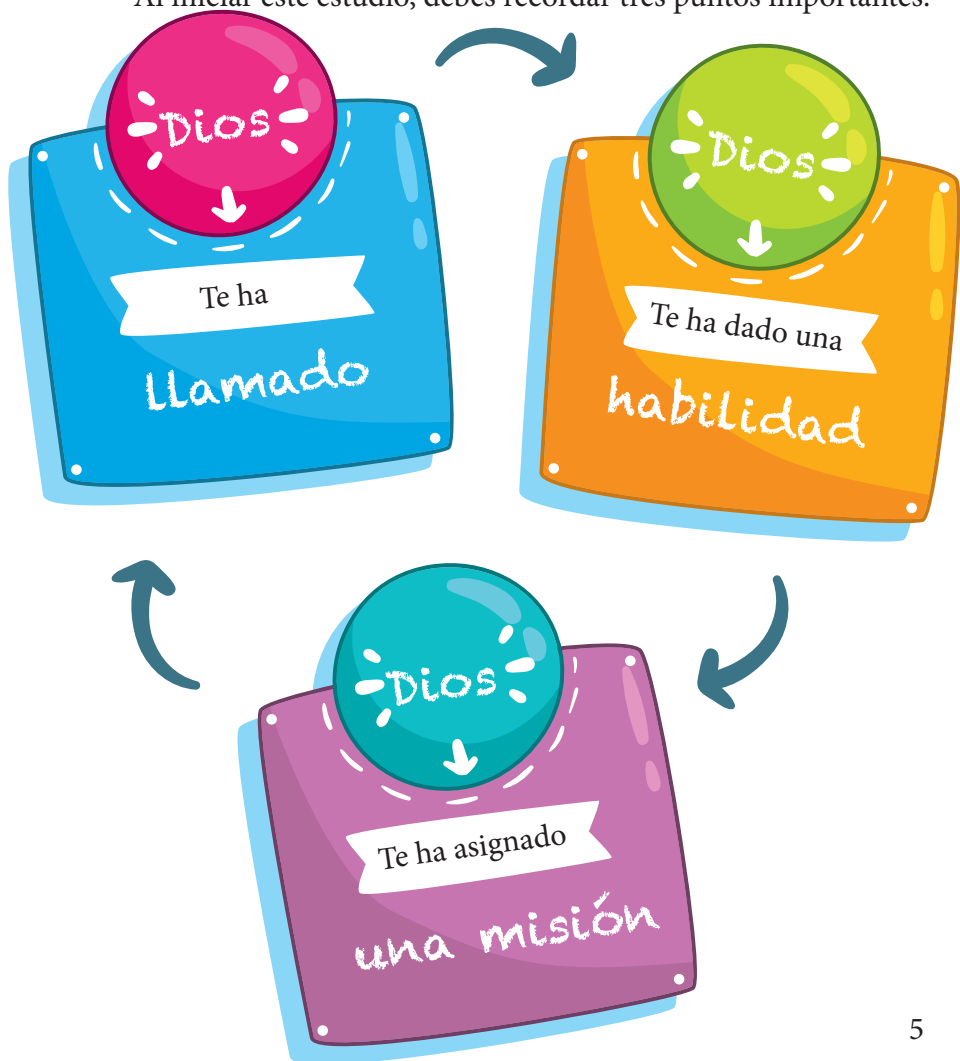 Al iniciar este estudio, debes recordar tres puntos importantes:
Dios
Te ha
llamado
Dios
Te ha dado una
habilidad
Dios
Te ha asignado
una misión
5